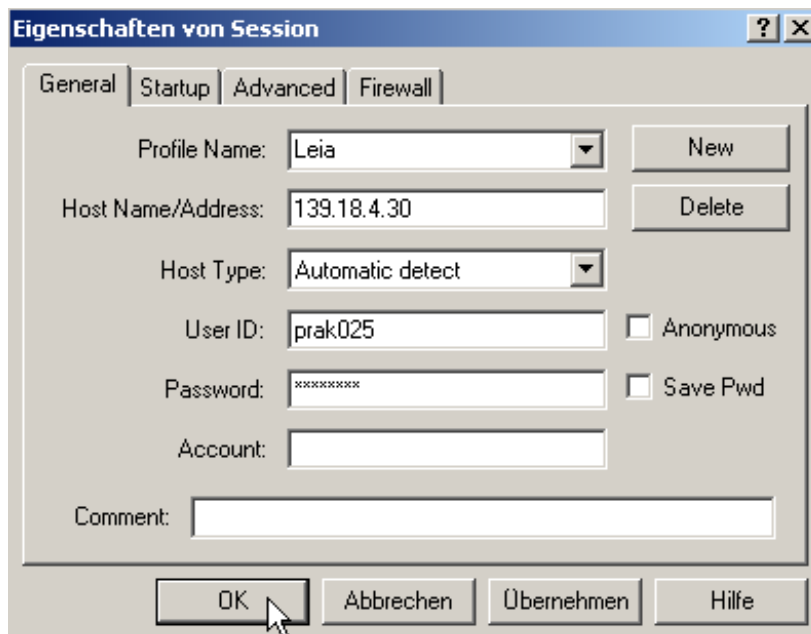 Eigenschaften von Session
General Startup Advanced Firewall
Profile Name: Leia New
Host Name/Address: 139.18.4.30 Delete
Host Type: Automatic detect
User ID: prak025 Anonymous
Password: ******** Save Pwd
Account:
Comment:
OK Abbrechen Übernehmen Hilfe